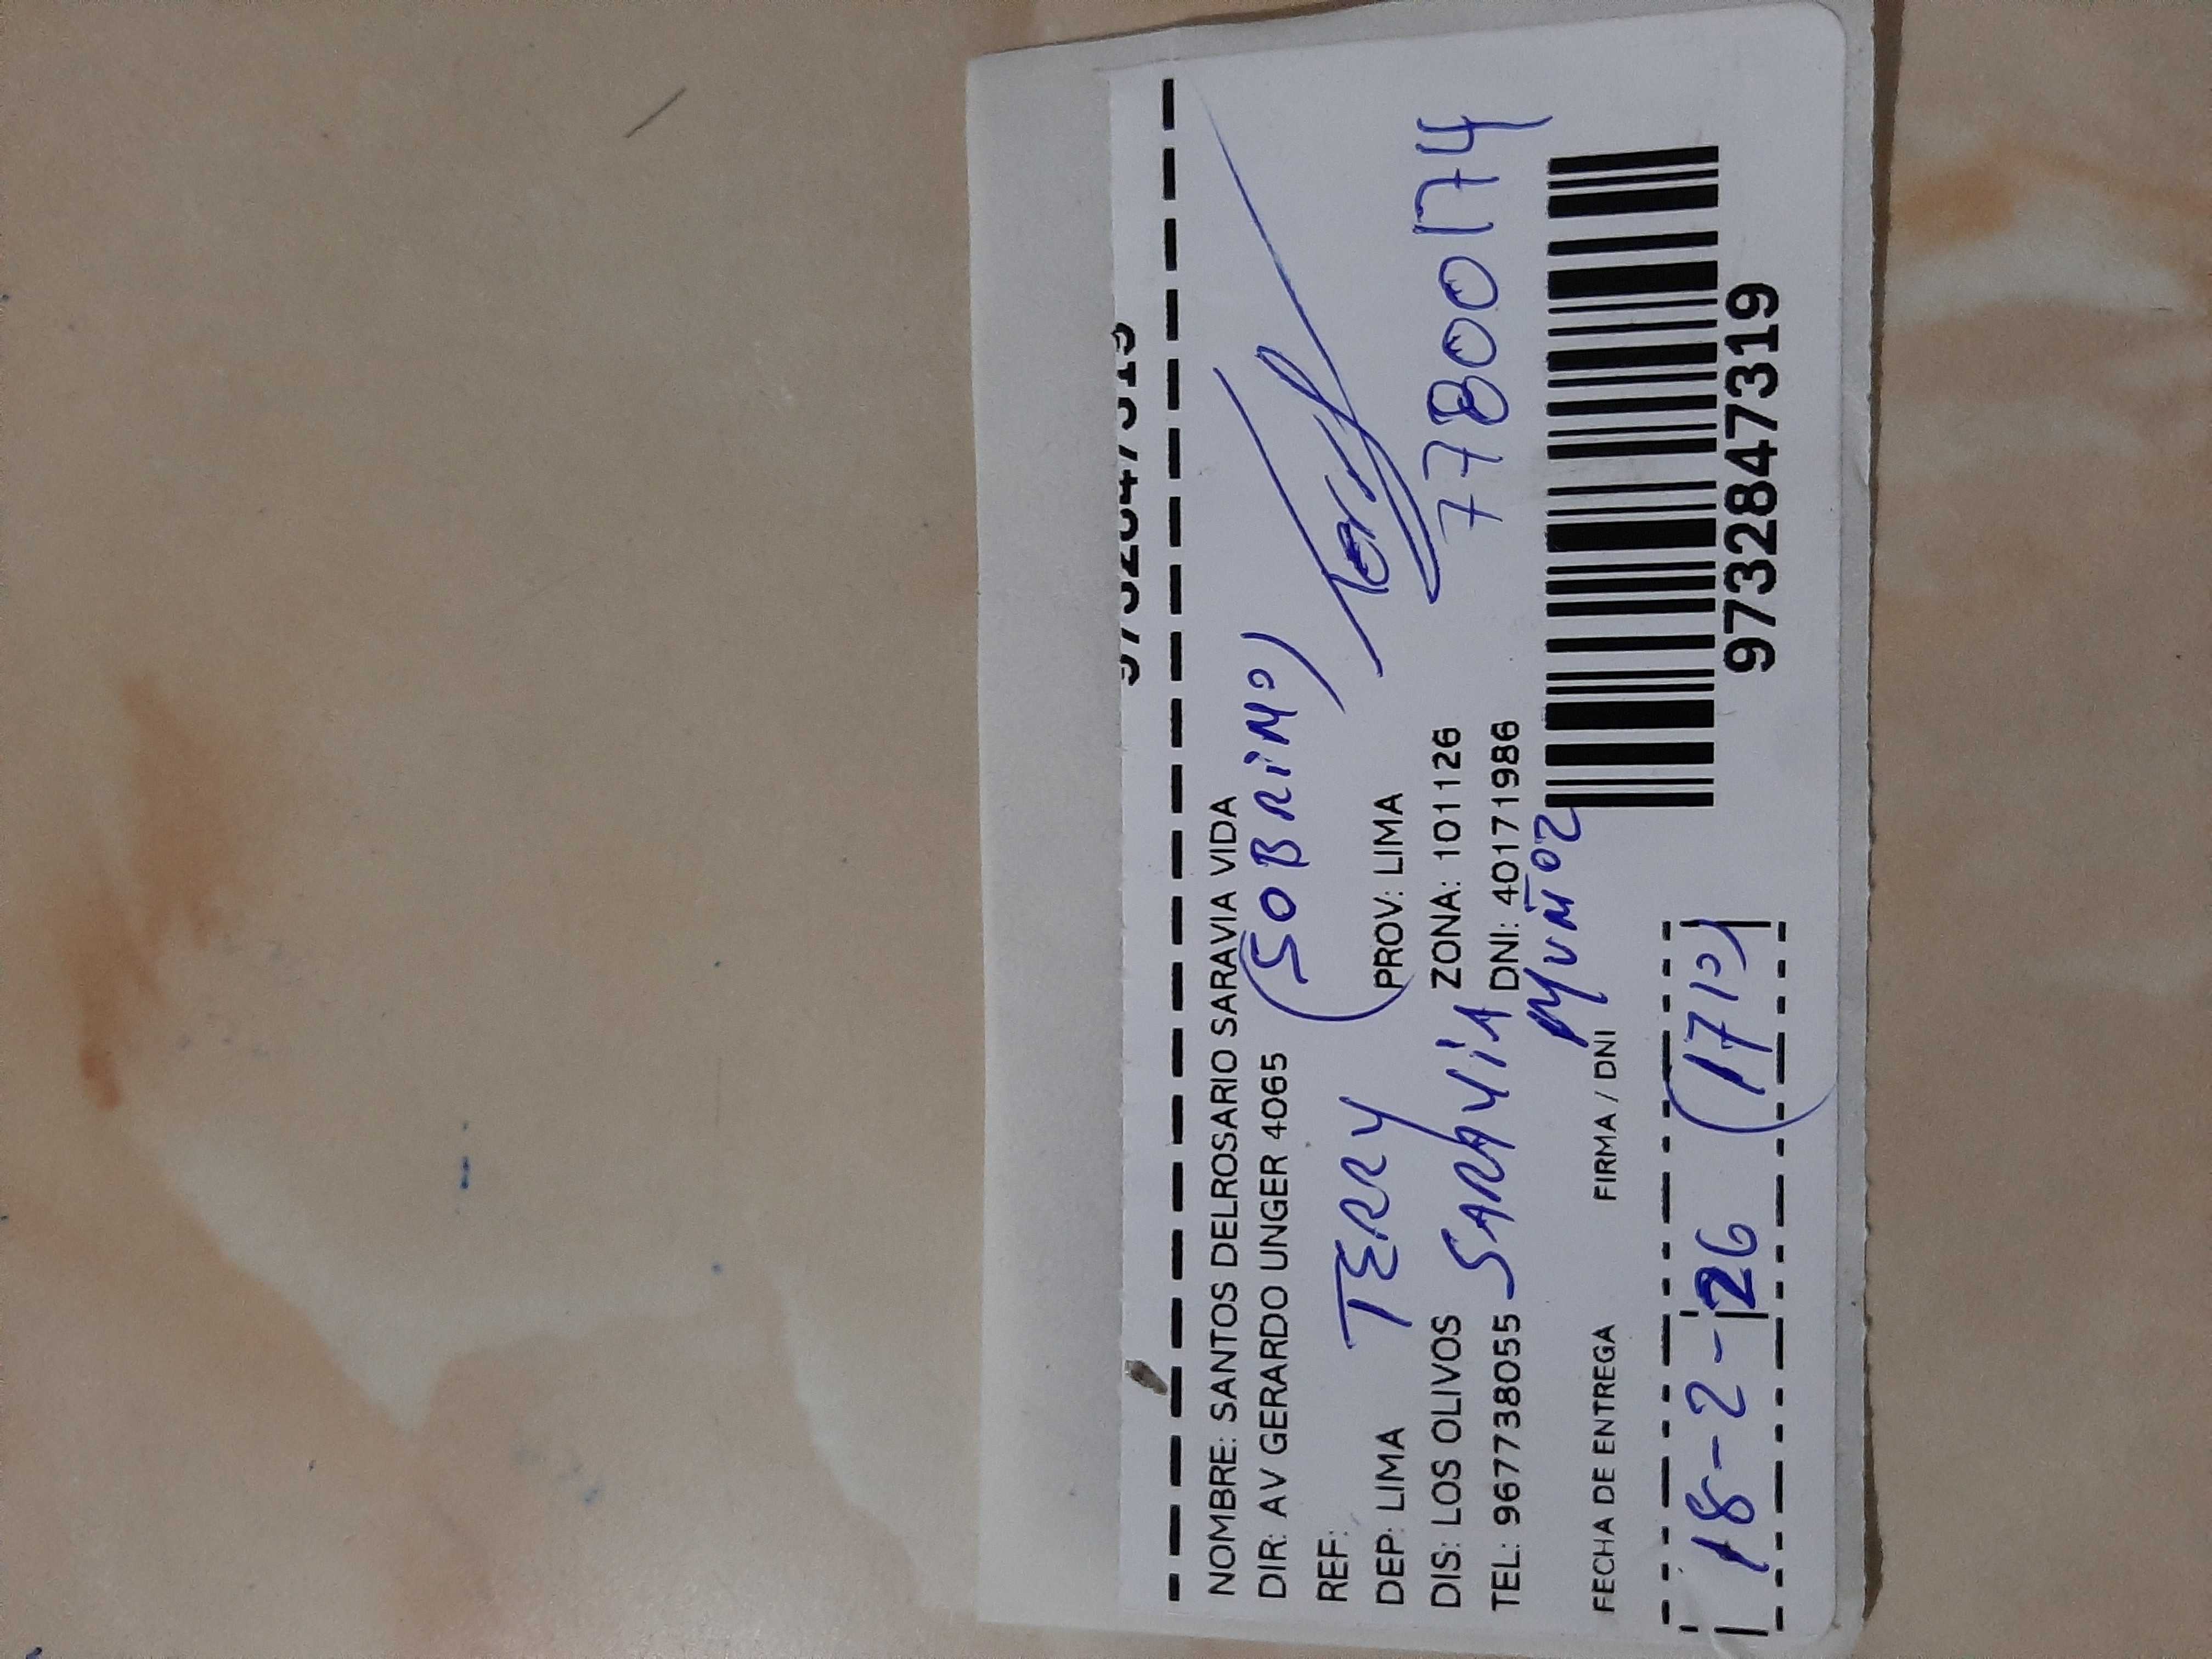 NOMBRE: SANTOS DELROSARIO SARAVIA VIDA
DIR: AV GERARDO UNGER 4065
(SOBRINO)
REF:
TERRY
DEP: LIMA PROV: LIMA
DIS: LOS OLIVOS ZONA: 101126
SARAVIA
TEL: 967738055 DNI: 40171986
MUÑOZ
77800174
FECHA DE ENTREGA FIRMA / DNI
18-2-26
9732847319